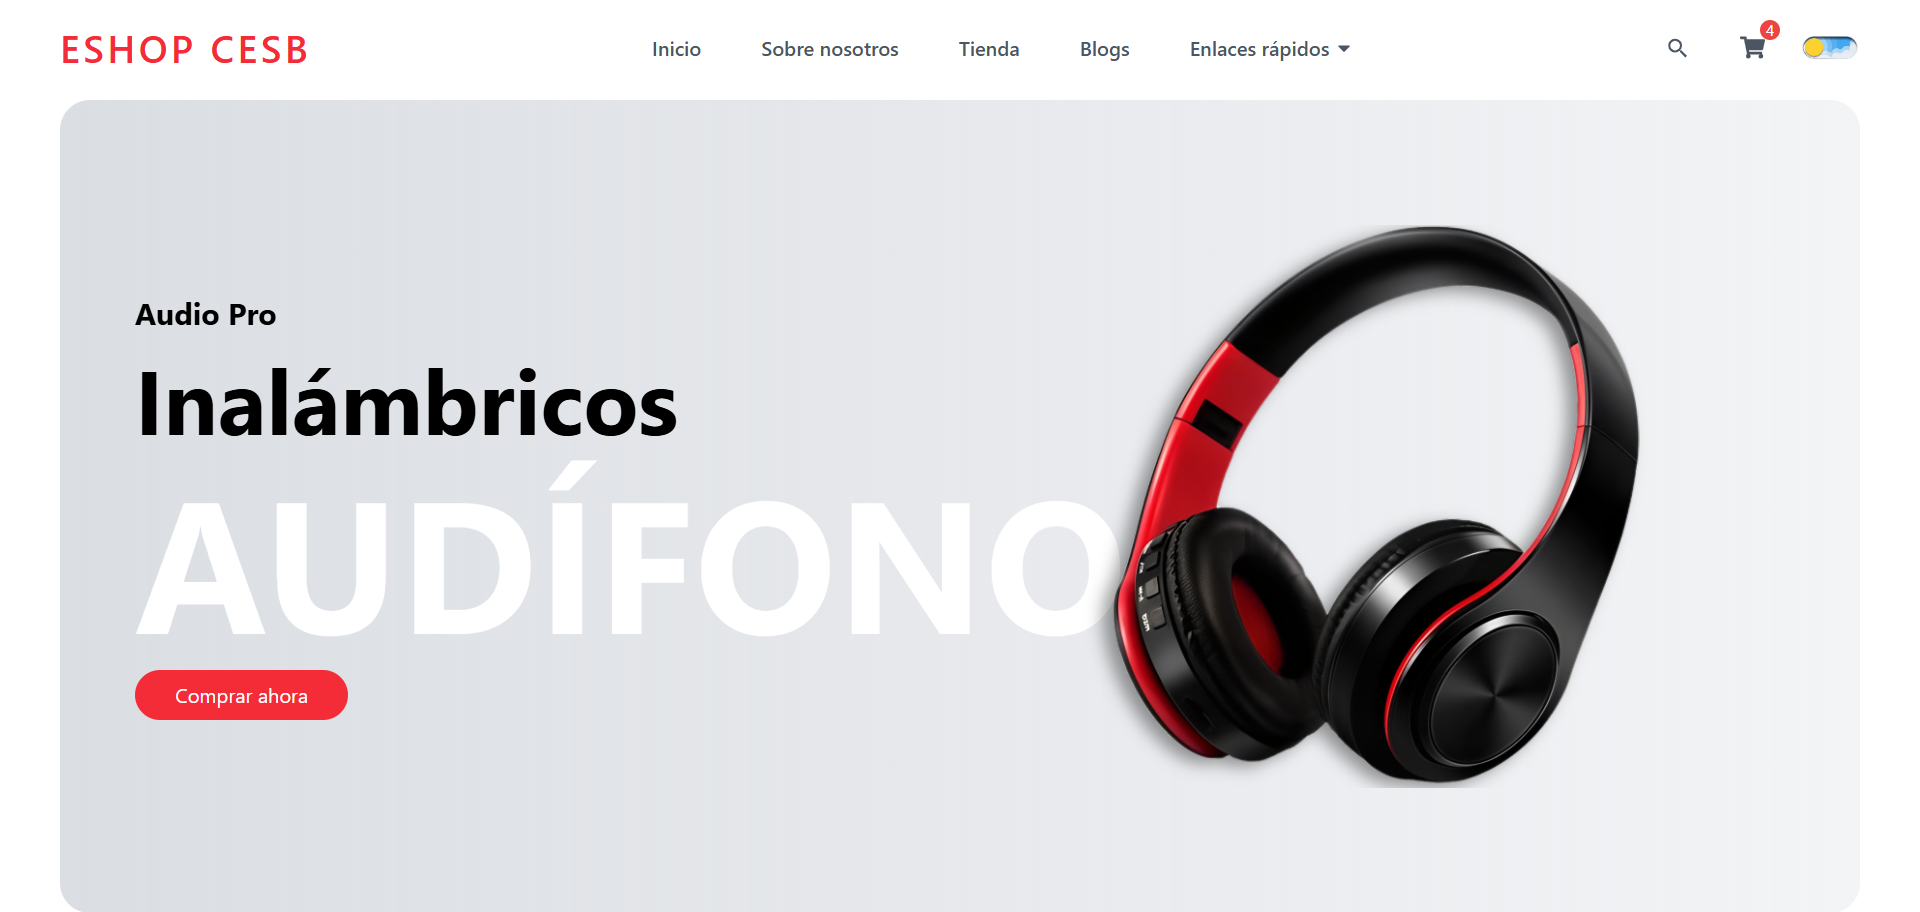 ESHOP CESB
Inicio
Sobre nosotros
Tienda
Blogs
Enlaces rápidos
4
Audio Pro
Inalámbricos
AUDÍFONO
Comprar ahora